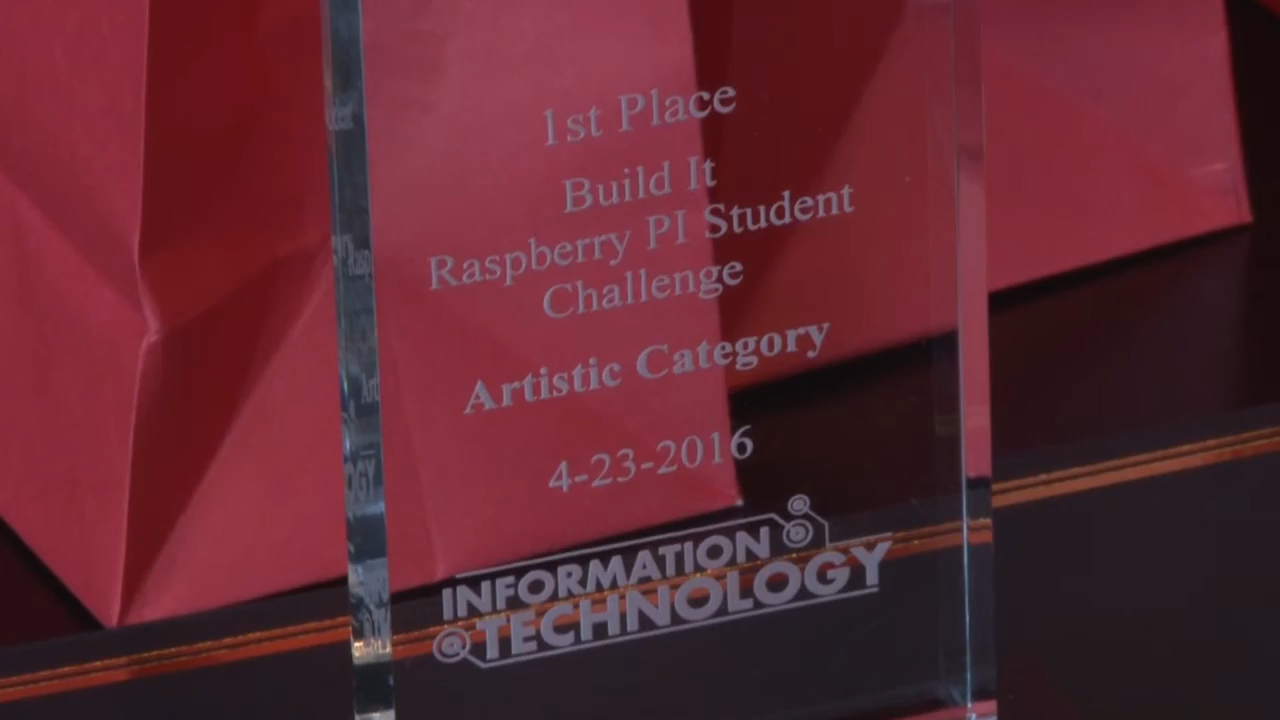 1st Place
Build It
Raspberry PI Student
Challenge
Artistic Category
4-23-2016
INFORMATION
TECHNOLOGY